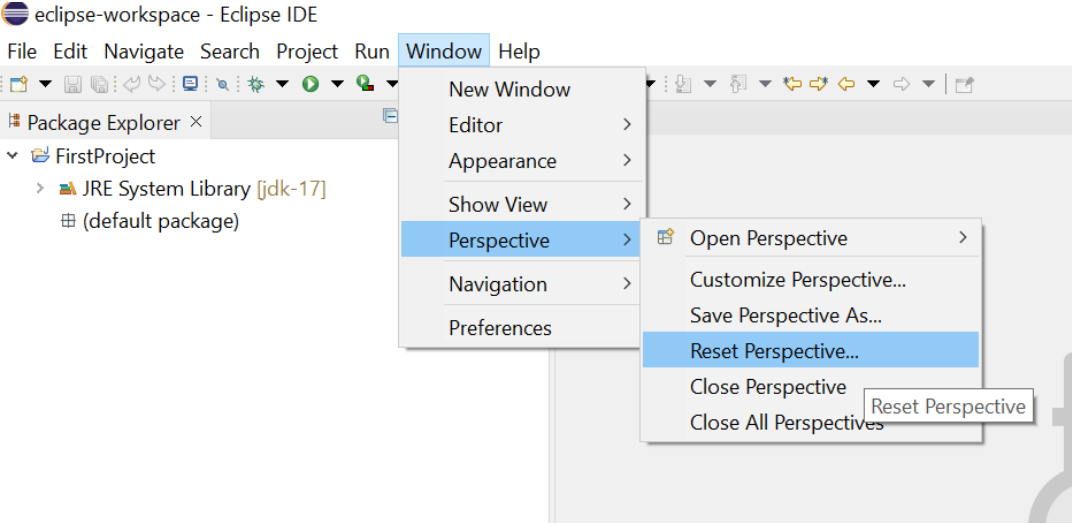 eclipse-workspace - Eclipse IDE
File Edit Navigate Search Project Run Window Help
Package Explorer
FirstProject
JRE System Library [jdk-17]
(default package)
New Window
Editor
Appearance
Show View
Perspective
Navigation
Preferences
Open Perspective
Customize Perspective...
Save Perspective As...
Reset Perspective...
Close Perspective
Close All Perspectives
Reset Perspective